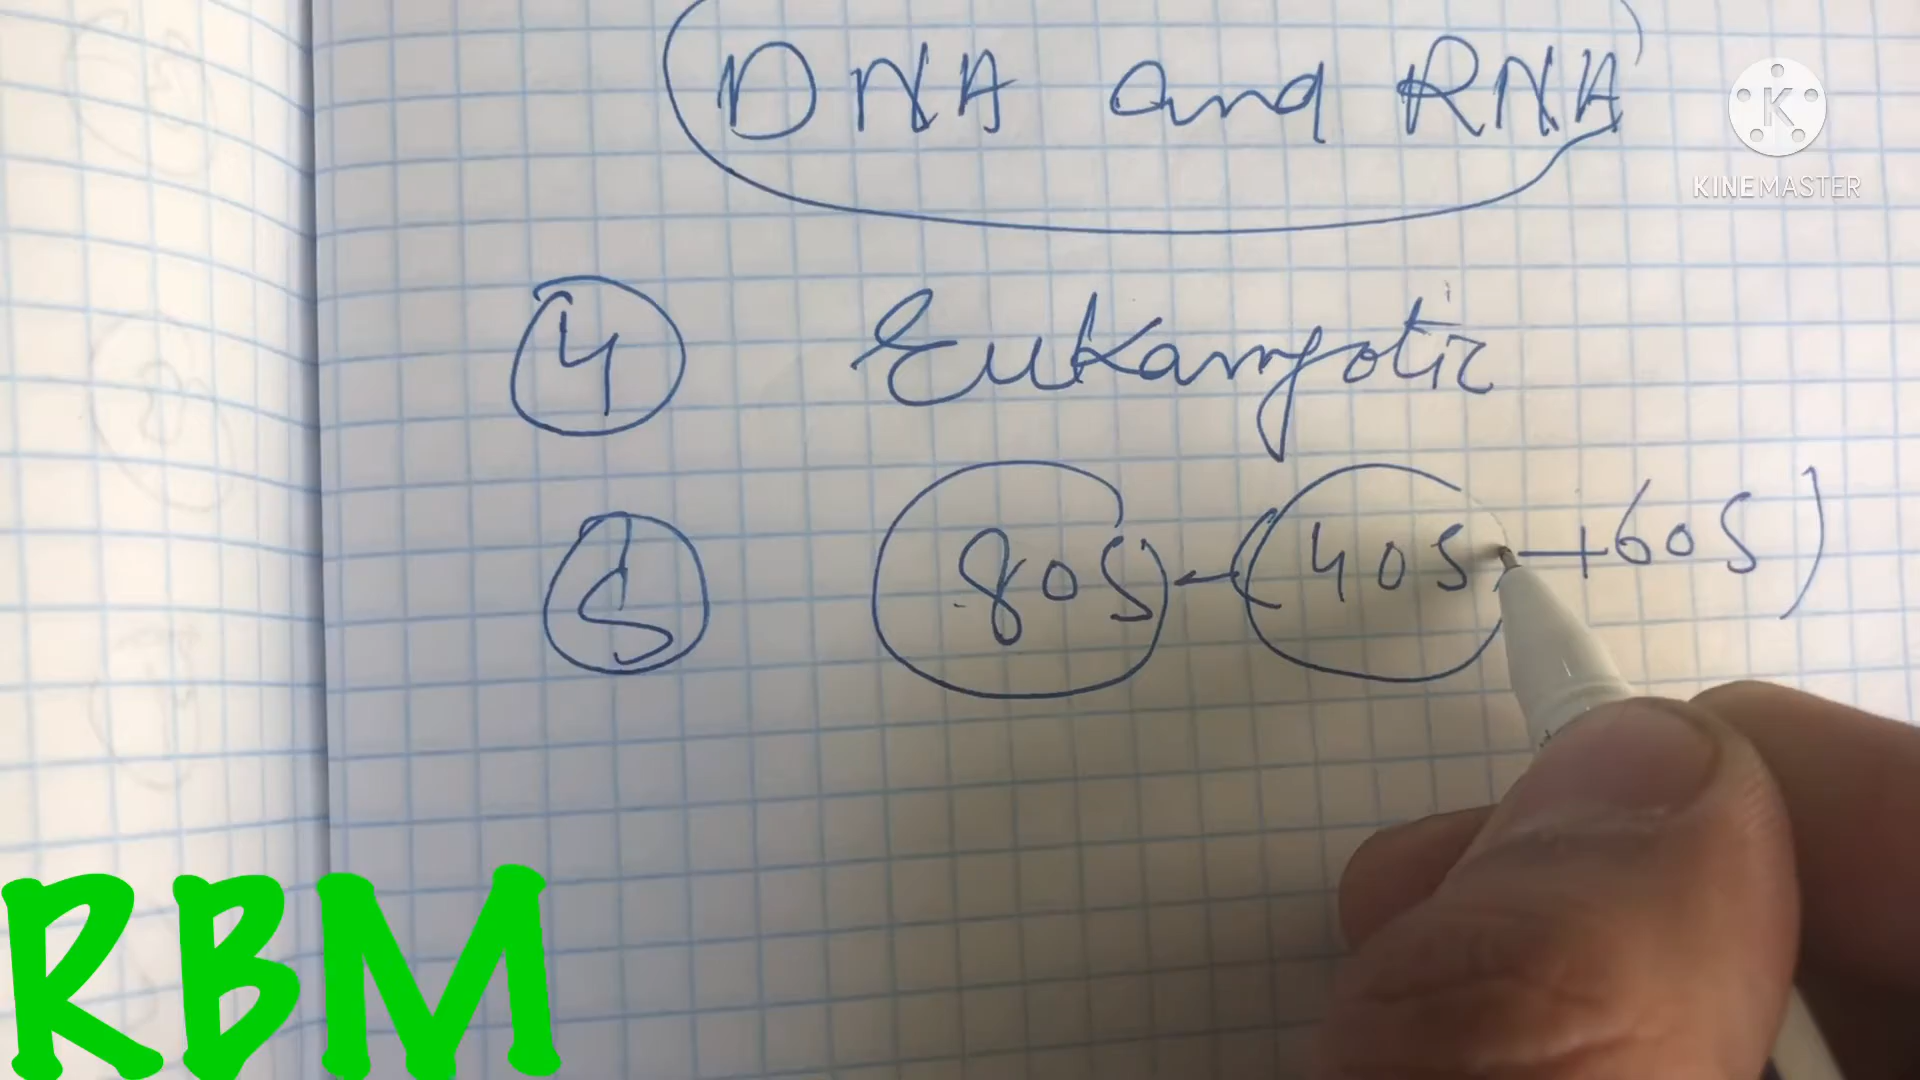 DNA and RNA
KINEMASTER
4 Eukaryotic
5 80S - (40S + 60S)
RBM